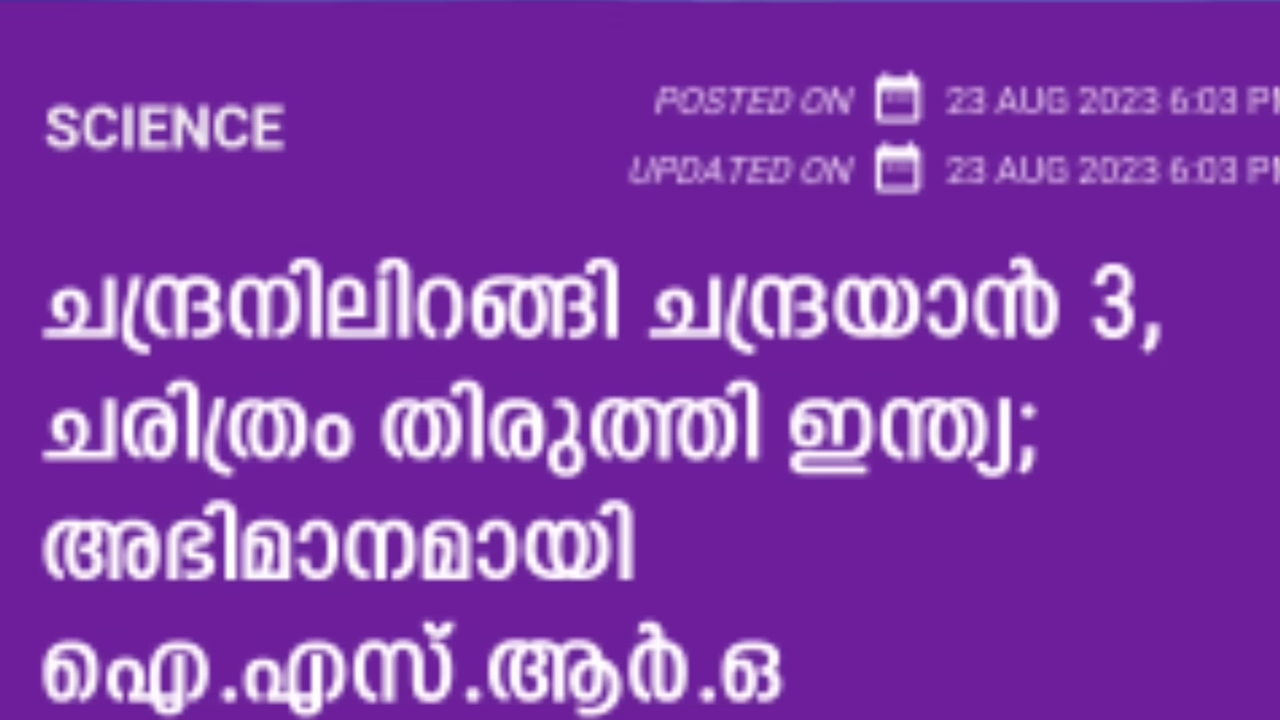 SCIENCE
POSTED ON 23 AUG 2023 6:03 PM
UPDATED ON 23 AUG 2023 6:03 PM
ചന്ദ്രനിലിറങ്ങി ചന്ദ്രയാൻ 3,
ചരിത്രം തിരുത്തി ഇന്ത്യ;
അഭിമാനമായി
ഐ.എസ്.ആർ.ഒ